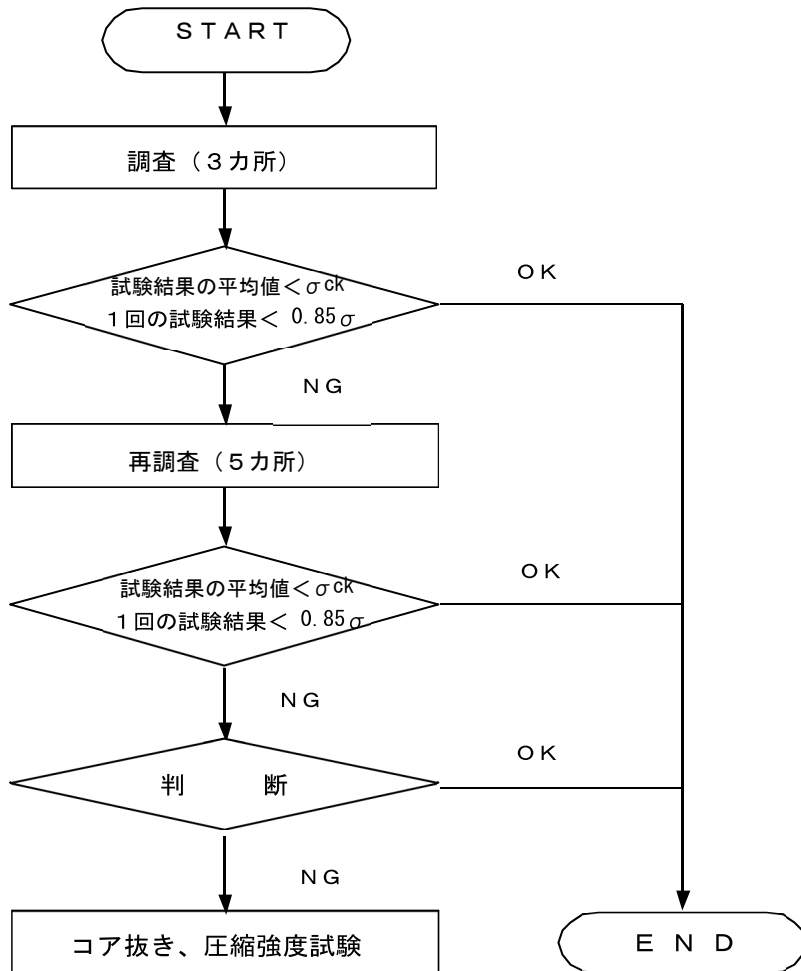 ＳＴＡＲＴ
調査（３カ所）
試験結果の平均値＜σck
１回の試験結果＜ 0.85σ
ＯＫ
ＮＧ
再調査（５カ所）
試験結果の平均値＜σck
１回の試験結果＜ 0.85σ
ＯＫ
ＮＧ
判　　断
ＯＫ
ＮＧ
コア抜き、圧縮強度試験
ＥＮＤ